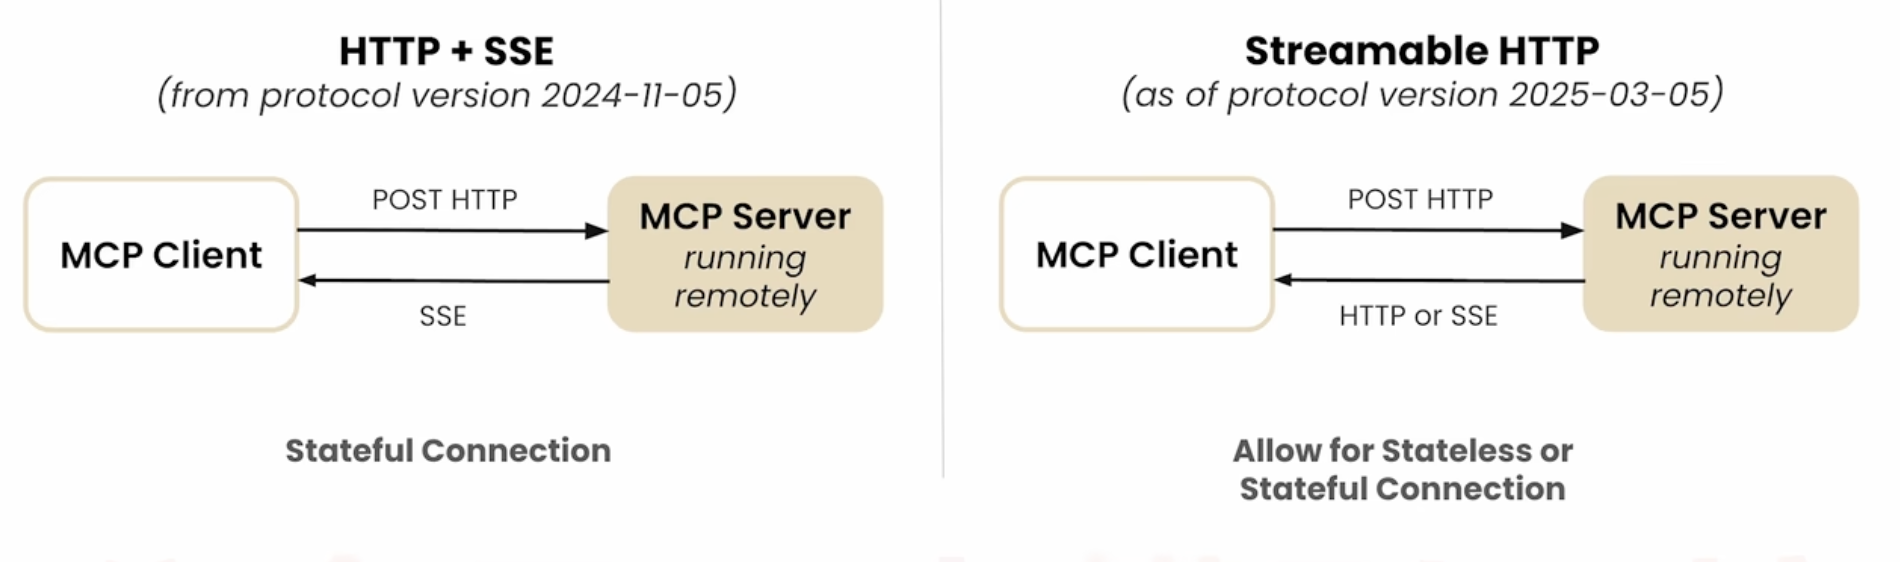 HTTP + SSE
(from protocol version 2024-11-05)
MCP Client
POST HTTP
SSE
MCP Server
running
remotely
Stateful Connection
Streamable HTTP
(as of protocol version 2025-03-05)
MCP Client
POST HTTP
HTTP or SSE
MCP Server
running
remotely
Allow for Stateless or
Stateful Connection